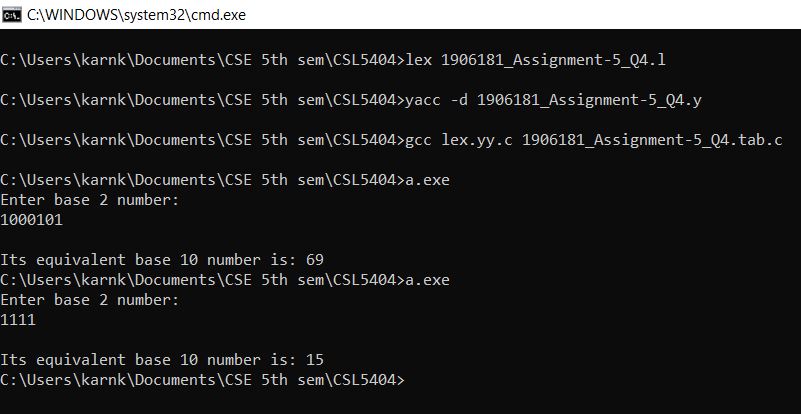 C:\WINDOWS\system32\cmd.exe
C:\Users\karnk\Documents\CSE 5th sem\CSL5404>lex 1906181_Assignment-5_Q4.l
C:\Users\karnk\Documents\CSE 5th sem\CSL5404>yacc -d 1906181_Assignment-5_Q4.y
C:\Users\karnk\Documents\CSE 5th sem\CSL5404>gcc lex.yy.c 1906181_Assignment-5_Q4.tab.c
C:\Users\karnk\Documents\CSE 5th sem\CSL5404>a.exe
Enter base 2 number:
1000101
Its equivalent base 10 number is: 69
C:\Users\karnk\Documents\CSE 5th sem\CSL5404>a.exe
Enter base 2 number:
1111
Its equivalent base 10 number is: 15
C:\Users\karnk\Documents\CSE 5th sem\CSL5404>